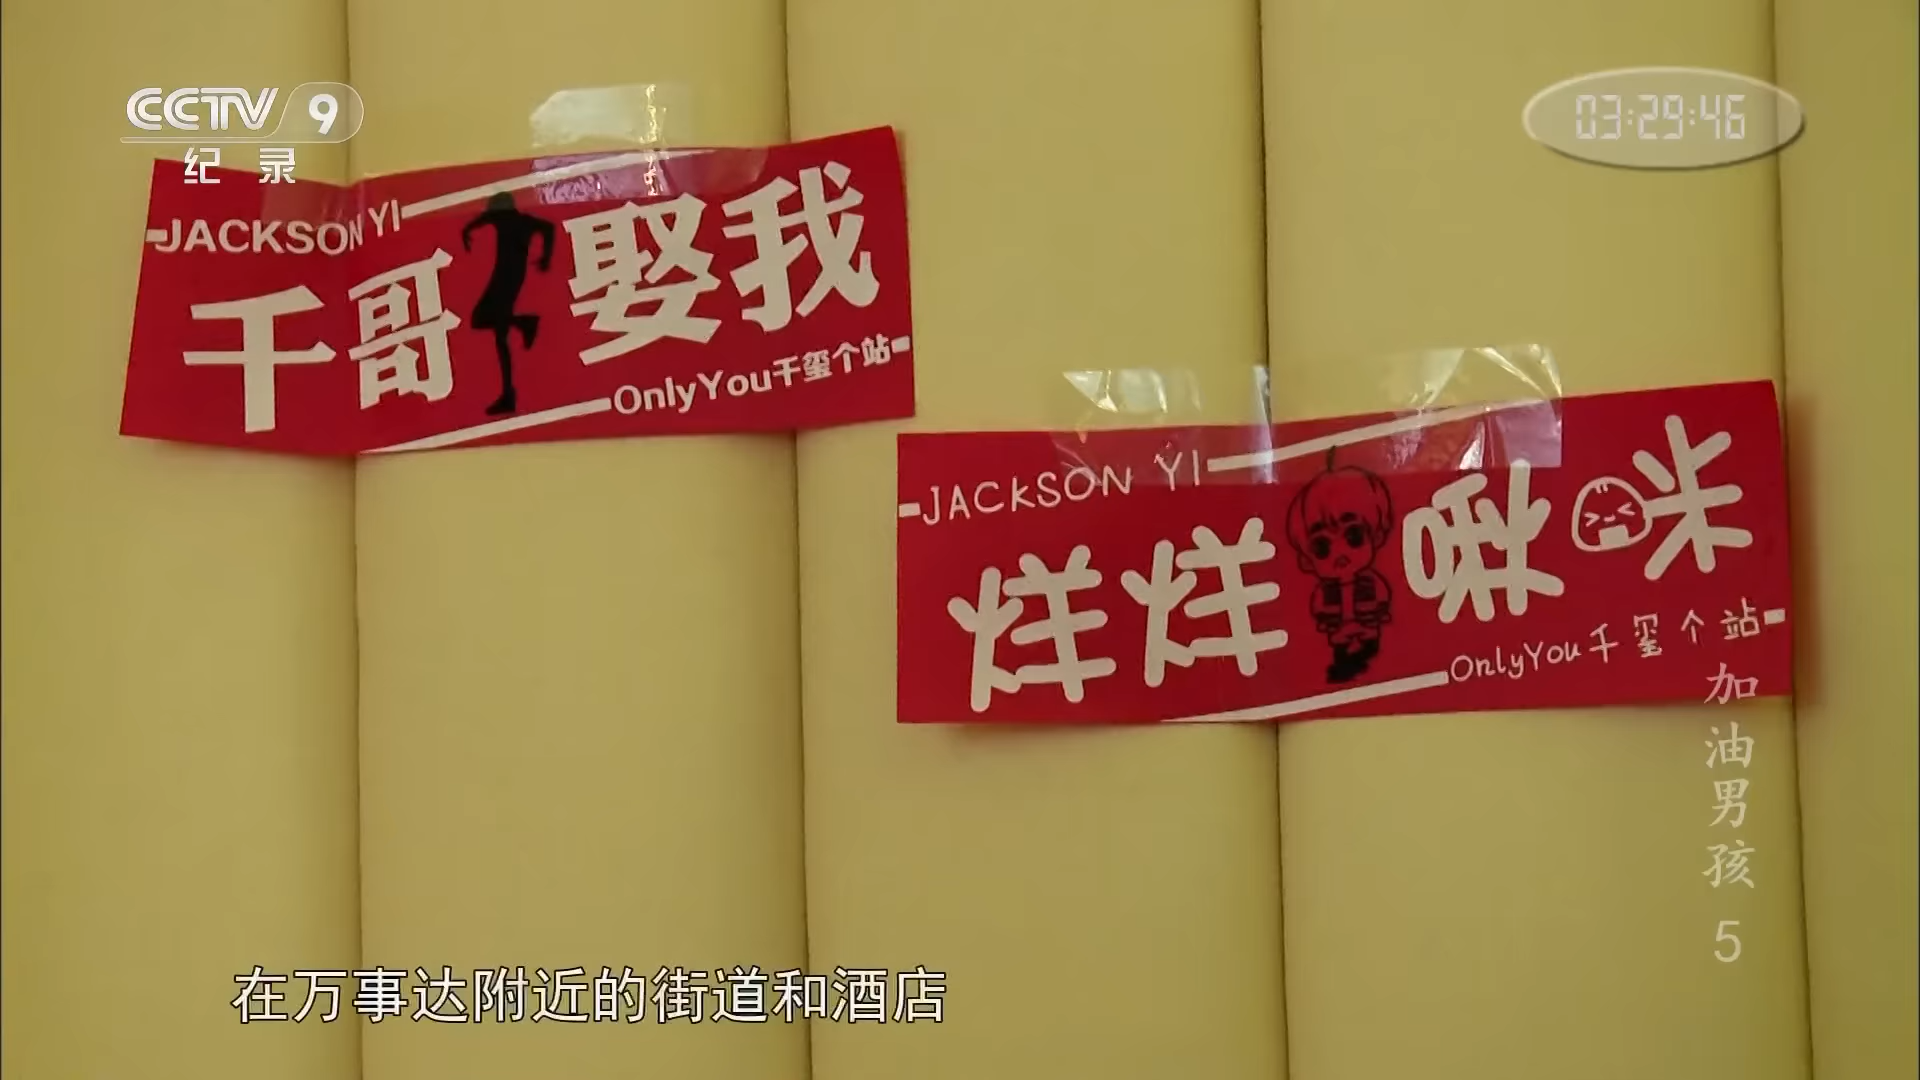 CCTV 9
纪录
03:29:46
JACKSON YI
千哥娶我
OnlyYou千玺个站
JACKSON YI
烊烊啾咪
OnlyYou千玺个站
加油男孩 5
在万事达附近的街道和酒店